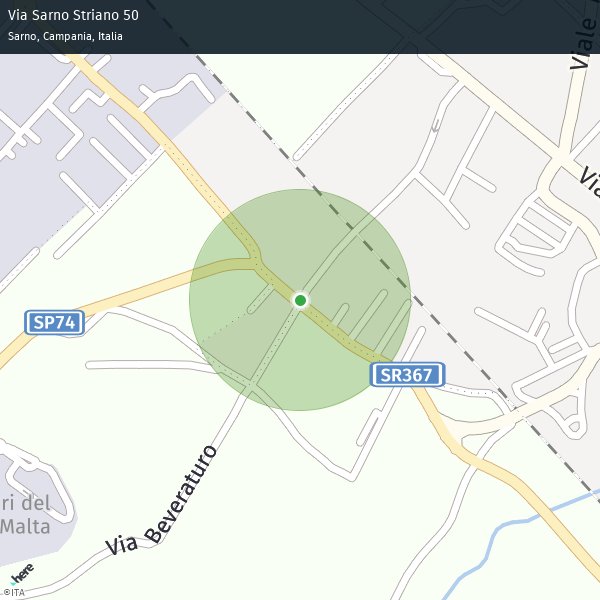 Via Sarno Striano 50
Sarno, Campania, Italia
Viale
Via
SP74
SR367
Via Beveraturo
ri del
Malta
here
©ITA